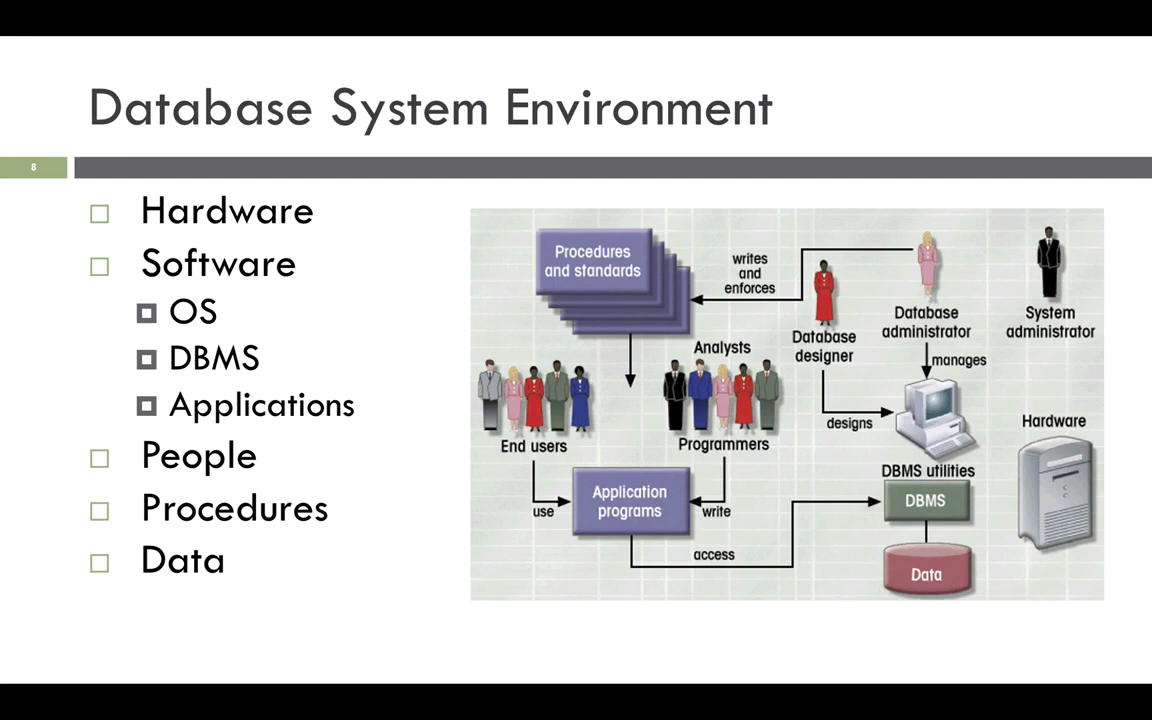 Database System Environment
8
Hardware
Software
OS
DBMS
Applications
People
Procedures
Data
Procedures
and standards
writes
and
enforces
Database
designer
Database
administrator
System
administrator
manages
Analysts
designs
Hardware
End users
Programmers
DBMS utilities
Application
programs
use
write
DBMS
access
Data